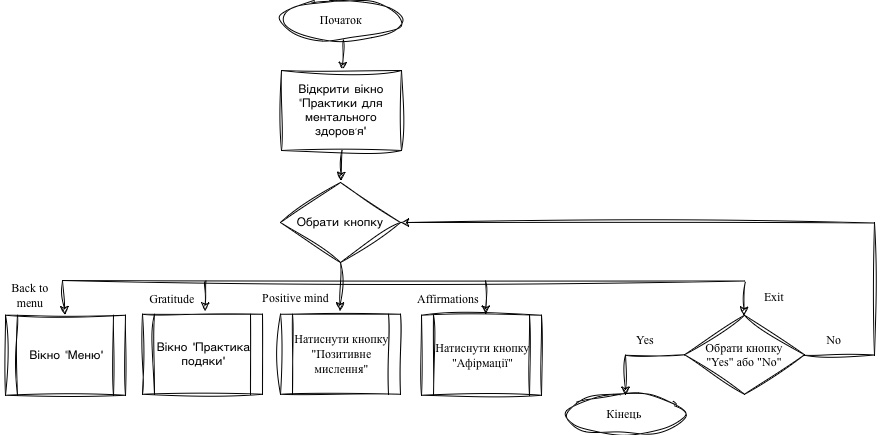 Початок
Відкрити вікно
"Практики для
ментального
здоров'я"
Обрати кнопку
Back to
menu
Gratitude
Positive mind
Affirmations
Exit
Вікно "Меню"
Вікно "Практика
подяки"
Натиснути кнопку
"Позитивне
мислення"
Натиснути кнопку
"Афірмації"
Yes
Обрати кнопку
"Yes" або "No"
No
Кінець